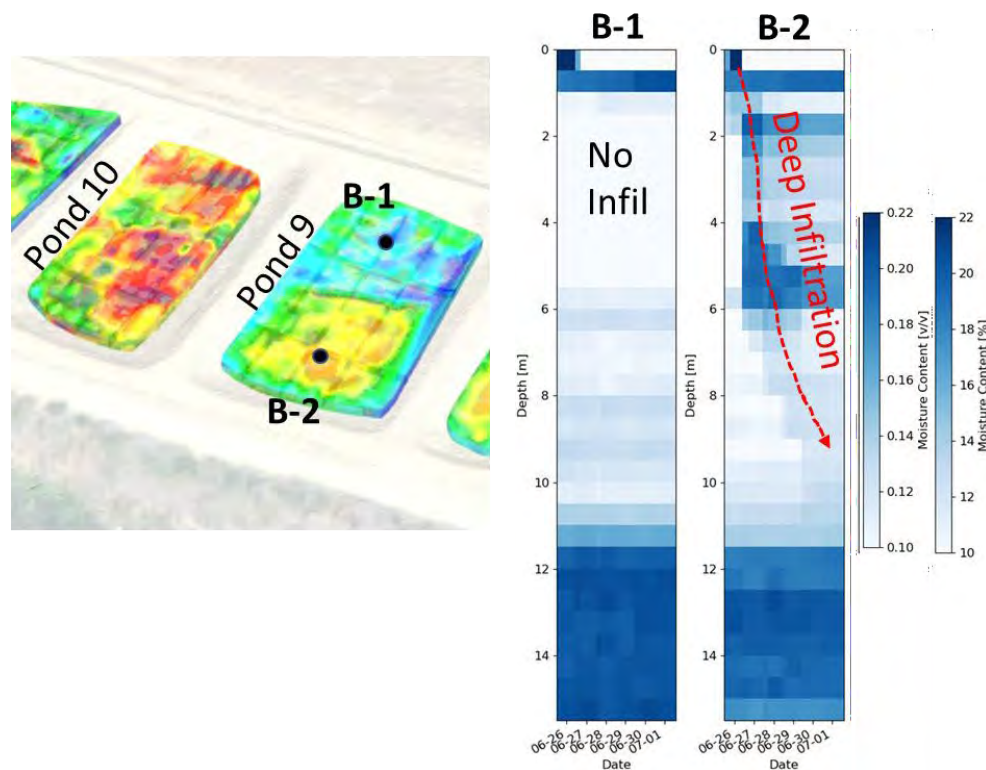 Pond 10
Pond 9
B-1
B-2
B-1
No
Infil
Depth [m]
0
2
4
6
8
10
12
14
06-26
06-27
06-28
06-29
06-30
07-01
Date
B-2
Deep Infiltration
Depth [m]
0
2
4
6
8
10
12
14
06-26
06-27
06-28
06-29
06-30
07-01
Date
0.22
0.20
0.18
0.16
0.14
0.12
0.10
Moisture Content [v/v]
22
20
18
16
14
12
10
Moisture Content [%]